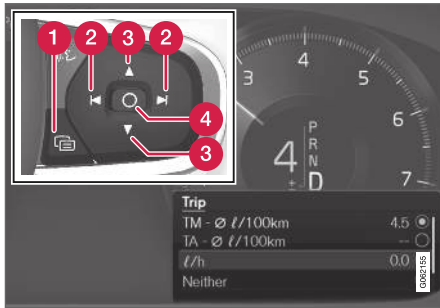 1
2
3
2
4
3
3
4
5
6
7
4
P
R
N
± D
Trip
TM - Ø ℓ/100km 4.5
TA - Ø ℓ/100km --
ℓ/h 0.0
Neither
G062155